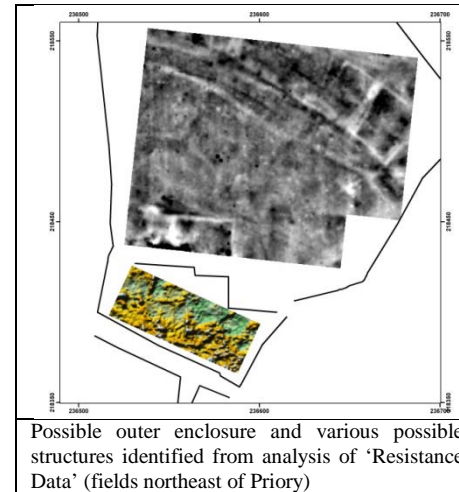 236500 236600 236700
218550 218550
218450 218450
218350 218350
236500 236600 236700
Possible outer enclosure and various possible
structures identified from analysis of ‘Resistance
Data’ (fields northeast of Priory)